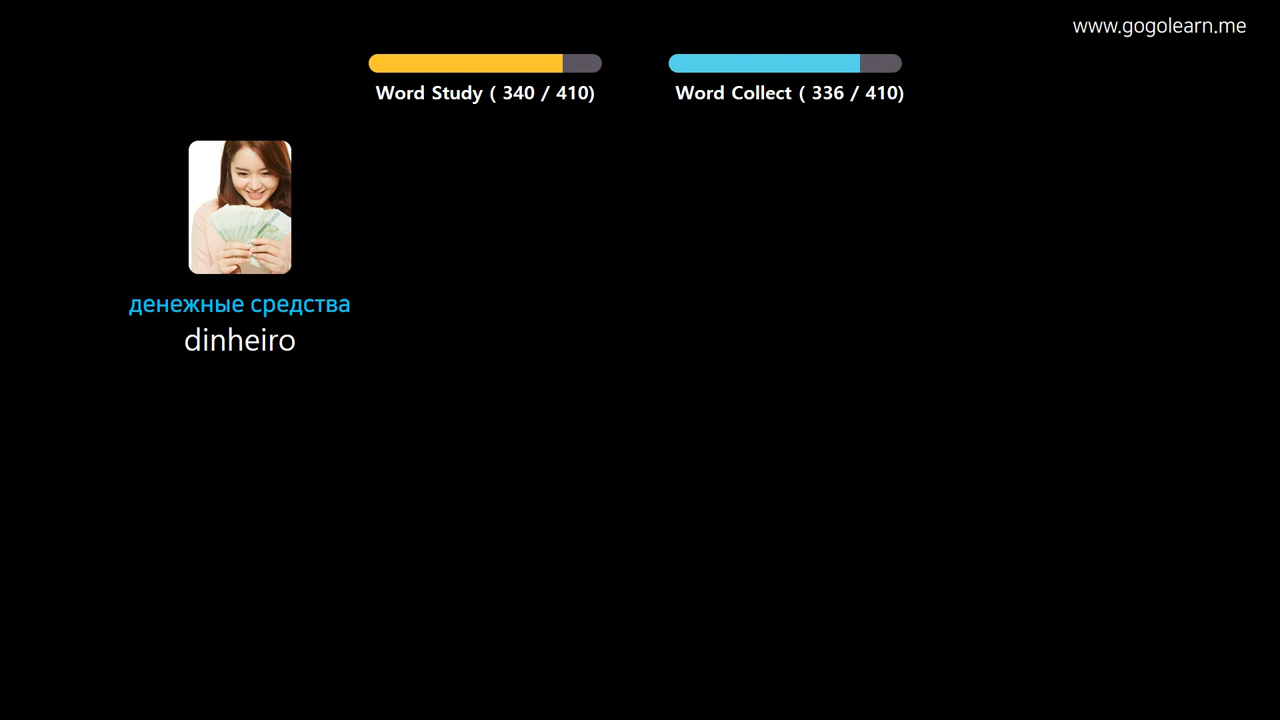 www.gogolearn.me
Word Study ( 340 / 410)
Word Collect ( 336 / 410)
денежные средства
dinheiro